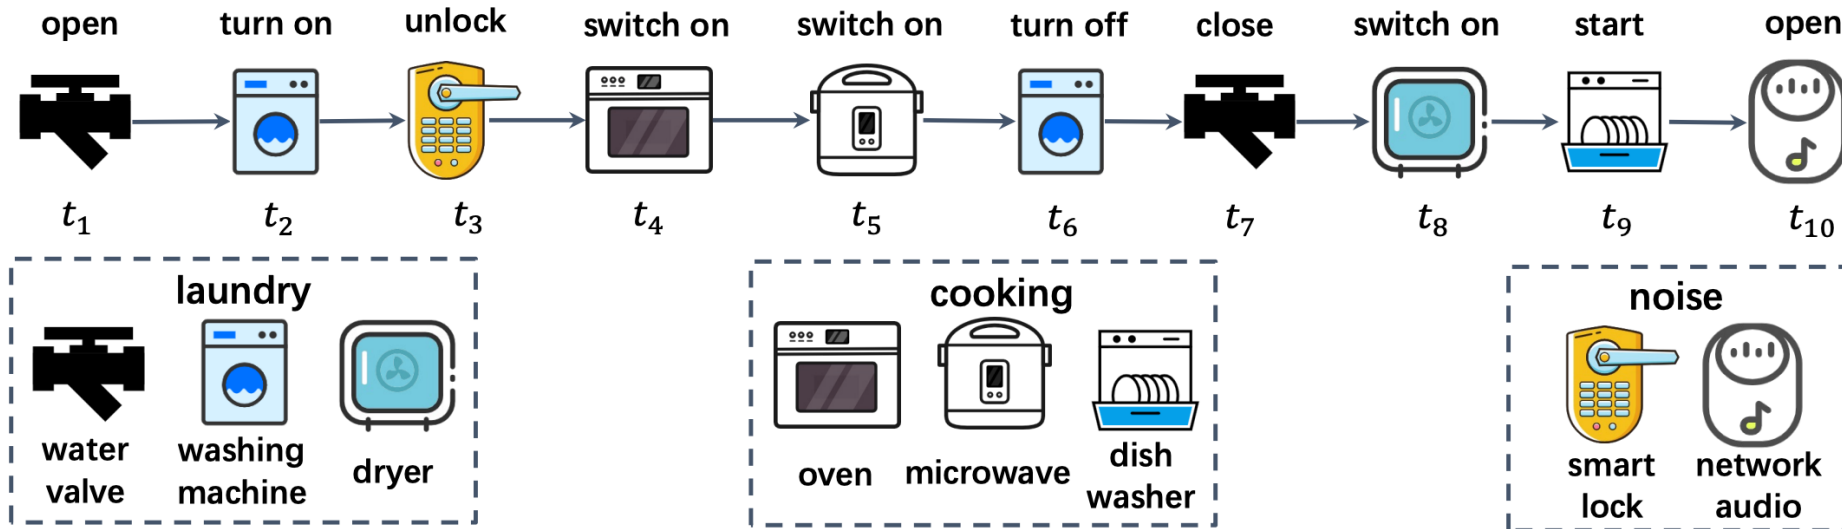 open turn on unlock switch on switch on turn off close switch on start open
t₁ t₂ t₃ t₄ t₅ t₆ t₇ t₈ t₉ t₁₀
laundry
water
valve
washing
machine
dryer
cooking
oven
microwave
dish
washer
noise
smart
lock
network
audio